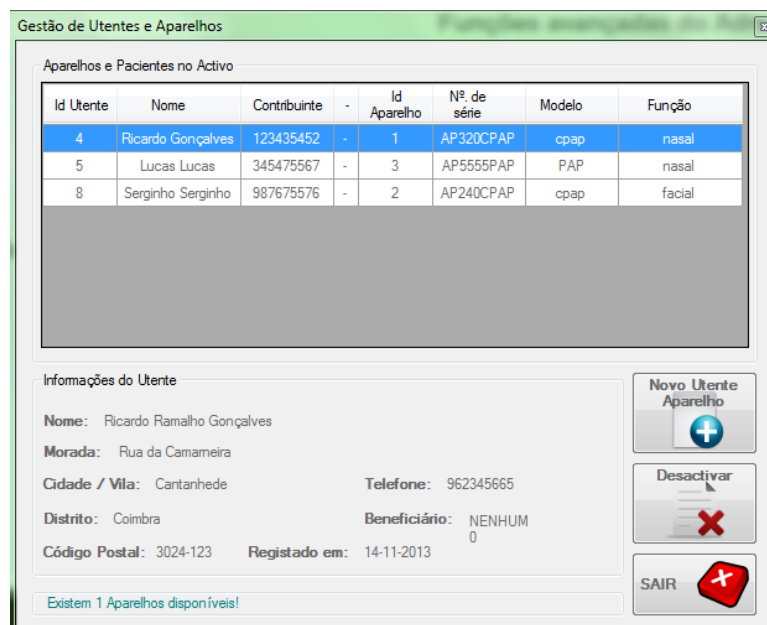 Funções avançadas do Ad
Gestão de Utentes e Aparelhos
Aparelhos e Pacientes no Activo
Id Utente Nome Contribuinte - Id Aparelho Nº. de série Modelo Função
4 Ricardo Gonçalves 123435452 - 1 AP320CPAP cpap nasal
5 Lucas Lucas 345475567 - 3 AP5555PAP PAP nasal
8 Serginho Serginho 987675576 - 2 AP240CPAP cpap facial
Informações do Utente
Nome: Ricardo Ramalho Gonçalves
Morada: Rua da Camarneira
Cidade / Vila: Cantanhede Telefone: 962345665
Distrito: Coimbra Beneficiário: NENHUM
0
Código Postal: 3024-123 Registado em: 14-11-2013
Existem 1 Aparelhos disponíveis!
Novo Utente
Aparelho
Desactivar
SAIR